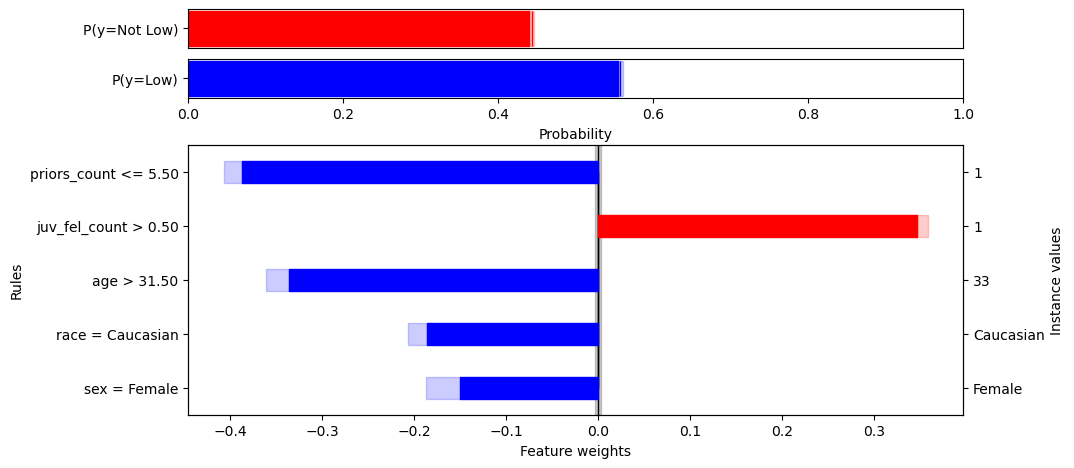 P(y=Not Low)
P(y=Low)
0.0 0.2 0.4 0.6 0.8 1.0
Probability
priors_count <= 5.50 1
juv_fel_count > 0.50 1
age > 31.50 33
race = Caucasian Caucasian
sex = Female Female
Rules
Instance values
−0.4 −0.3 −0.2 −0.1 0.0 0.1 0.2 0.3
Feature weights